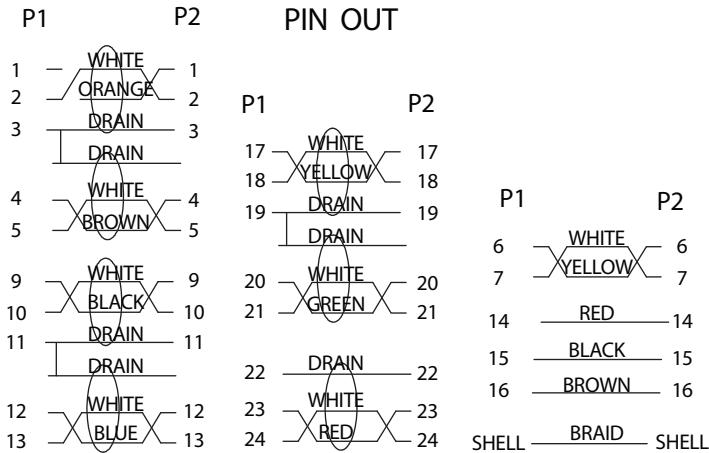 PIN OUT
P1 P2
1 WHITE 1
2 ORANGE 2
3 DRAIN 3
DRAIN
4 WHITE 4
5 BROWN 5
9 WHITE 9
10 BLACK 10
11 DRAIN 11
DRAIN
12 WHITE 12
13 BLUE 13
P1 P2
17 WHITE 17
18 YELLOW 18
19 DRAIN 19
DRAIN
20 WHITE 20
21 GREEN 21
22 DRAIN 22
23 WHITE 23
24 RED 24
P1 P2
6 WHITE 6
7 YELLOW 7
14 RED 14
15 BLACK 15
16 BROWN 16
SHELL BRAID SHELL